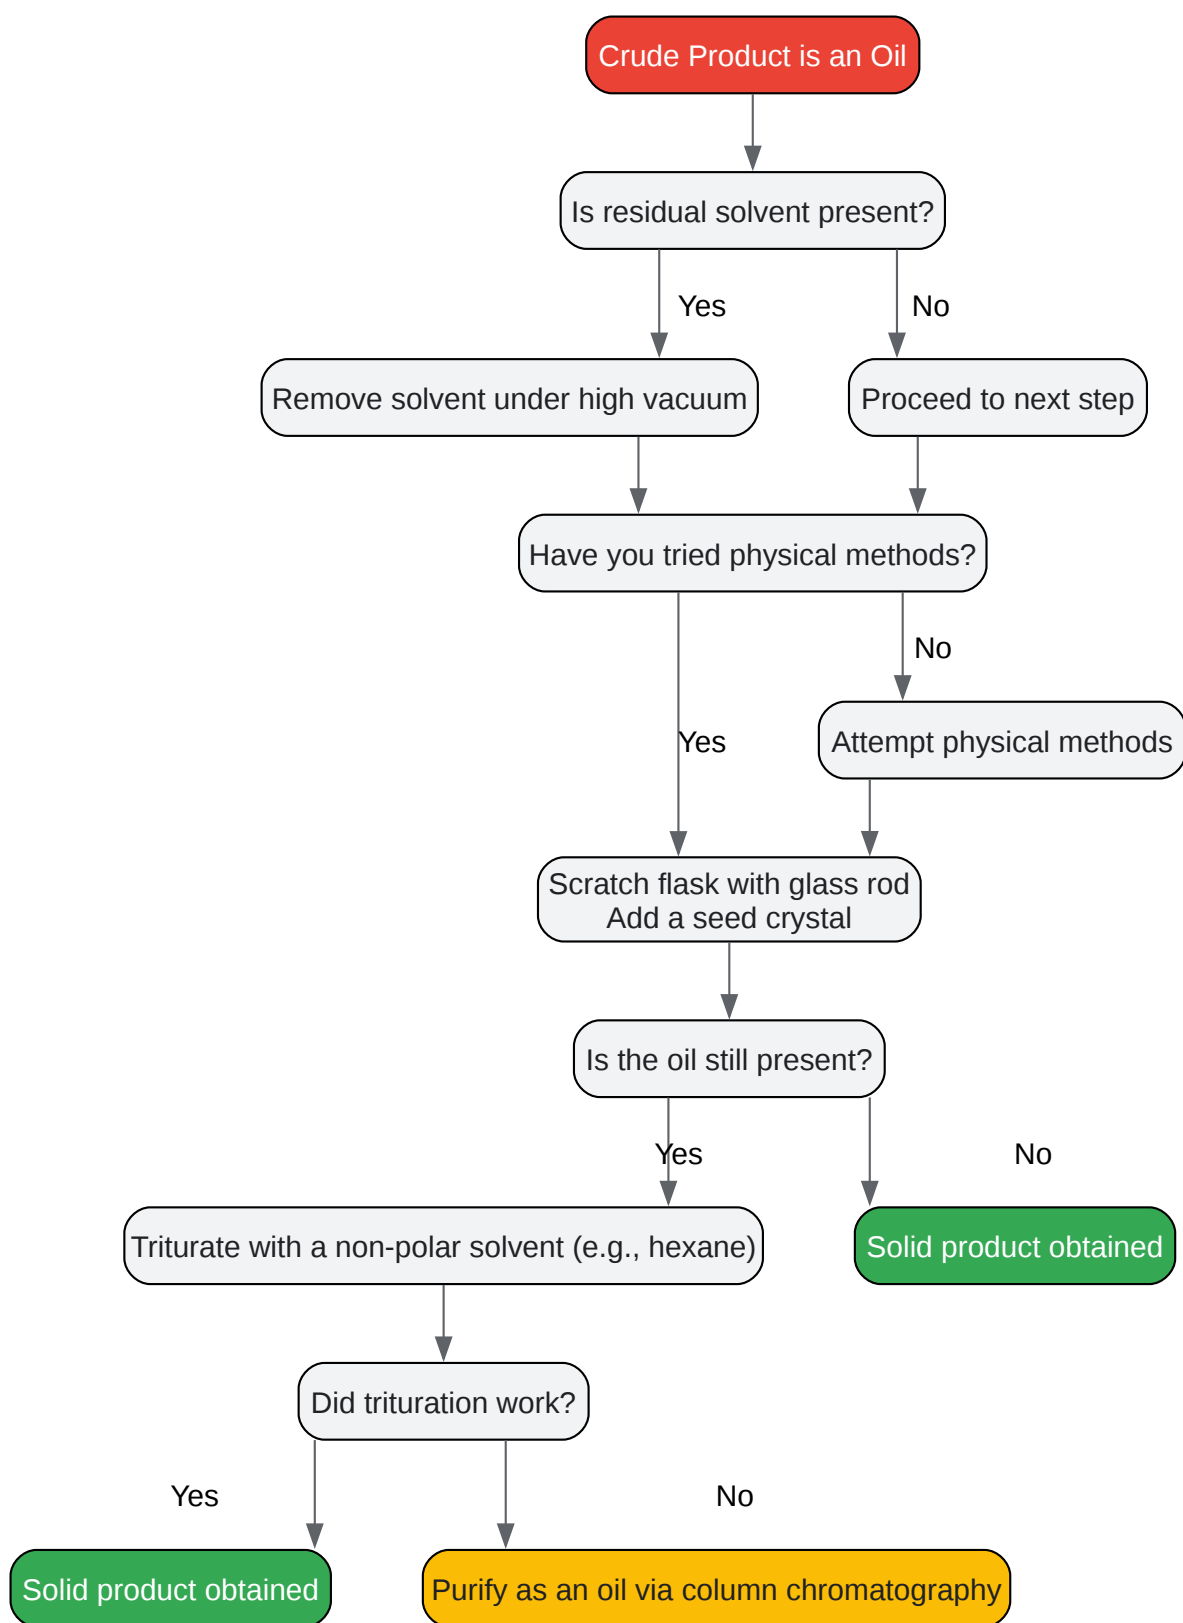 Crude Product is an Oil
Is residual solvent present?
Yes
No
Remove solvent under high vacuum
Proceed to next step
Have you tried physical methods?
No
Yes
Attempt physical methods
Scratch flask with glass rod
Add a seed crystal
Is the oil still present?
Yes
No
Triturate with a non-polar solvent (e.g., hexane)
Solid product obtained
Did trituration work?
Yes
No
Solid product obtained
Purify as an oil via column chromatography